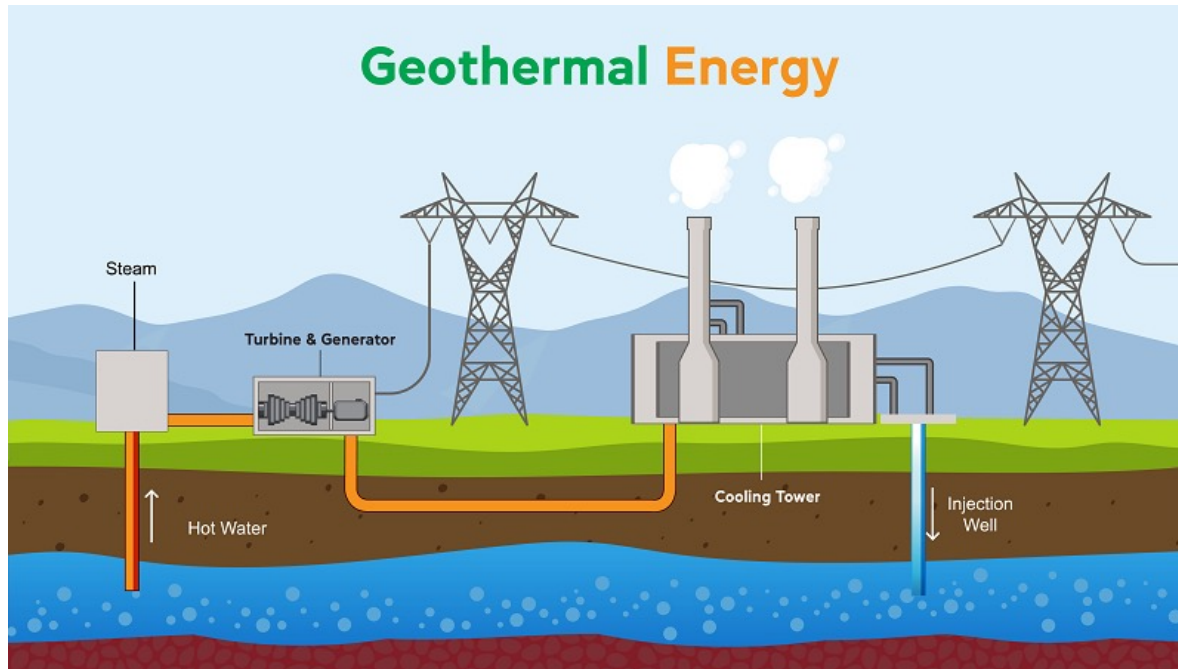 Geothermal Energy
Steam
Turbine & Generator
Hot Water
Cooling Tower
Injection
Well